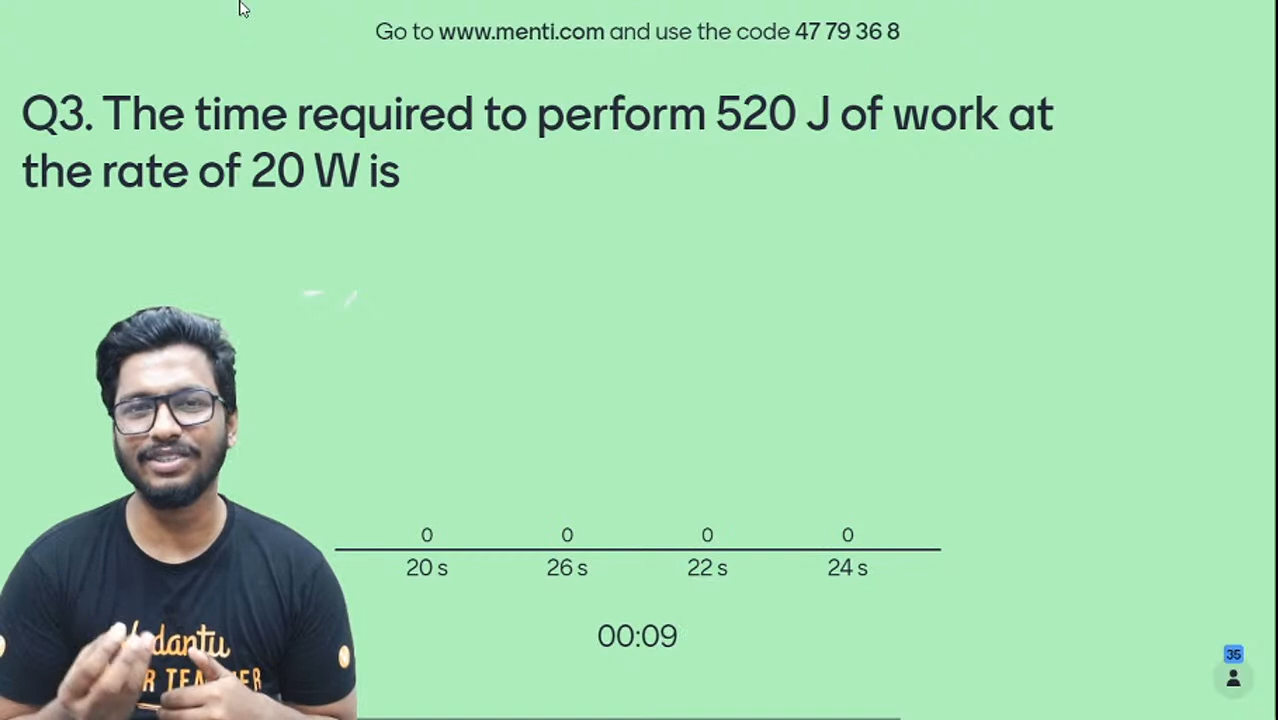 Go to www.menti.com and use the code 47 79 36 8
Q3. The time required to perform 520 J of work at
the rate of 20 W is
0 0 0 0
20 s 26 s 22 s 24 s
00:09
35